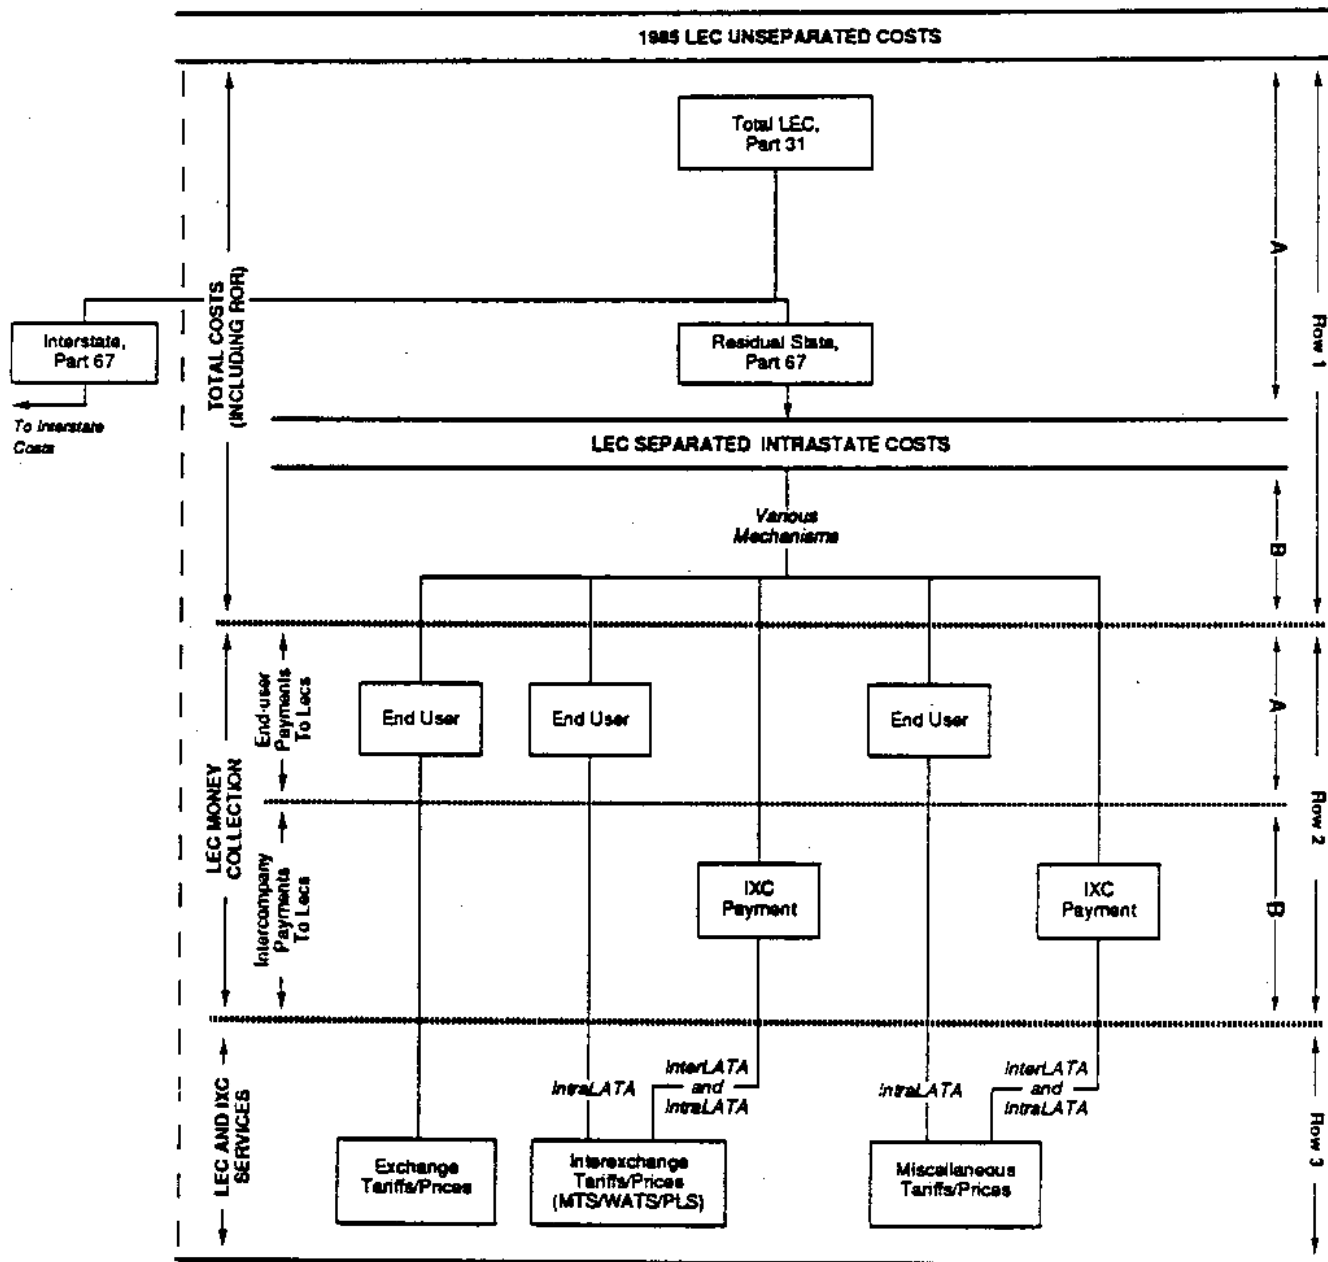 1985 LEC UNSEPARATED COSTS
Total LEC,
Part 31
A
Row 1
TOTAL COSTS
(INCLUDING ROR)
Interstate,
Part 67
To Interstate
Costs
Residual State,
Part 67
LEC SEPARATED INTRASTATE COSTS
Various
Mechanisms
B
LEC MONEY
COLLECTION
End-user
Payments
To Lecs
End User
End User
End User
A
Row 2
Intercompany
Payments
To Lecs
IXC
Payment
IXC
Payment
B
LEC AND IXC
SERVICES
IntraLATA
InterLATA
and
IntraLATA
IntraLATA
InterLATA
and
IntraLATA
Row 3
Exchange
Tariffs/Prices
Interexchange
Tariffs/Prices
(MTS/WATS/PLS)
Miscellaneous
Tariffs/Prices